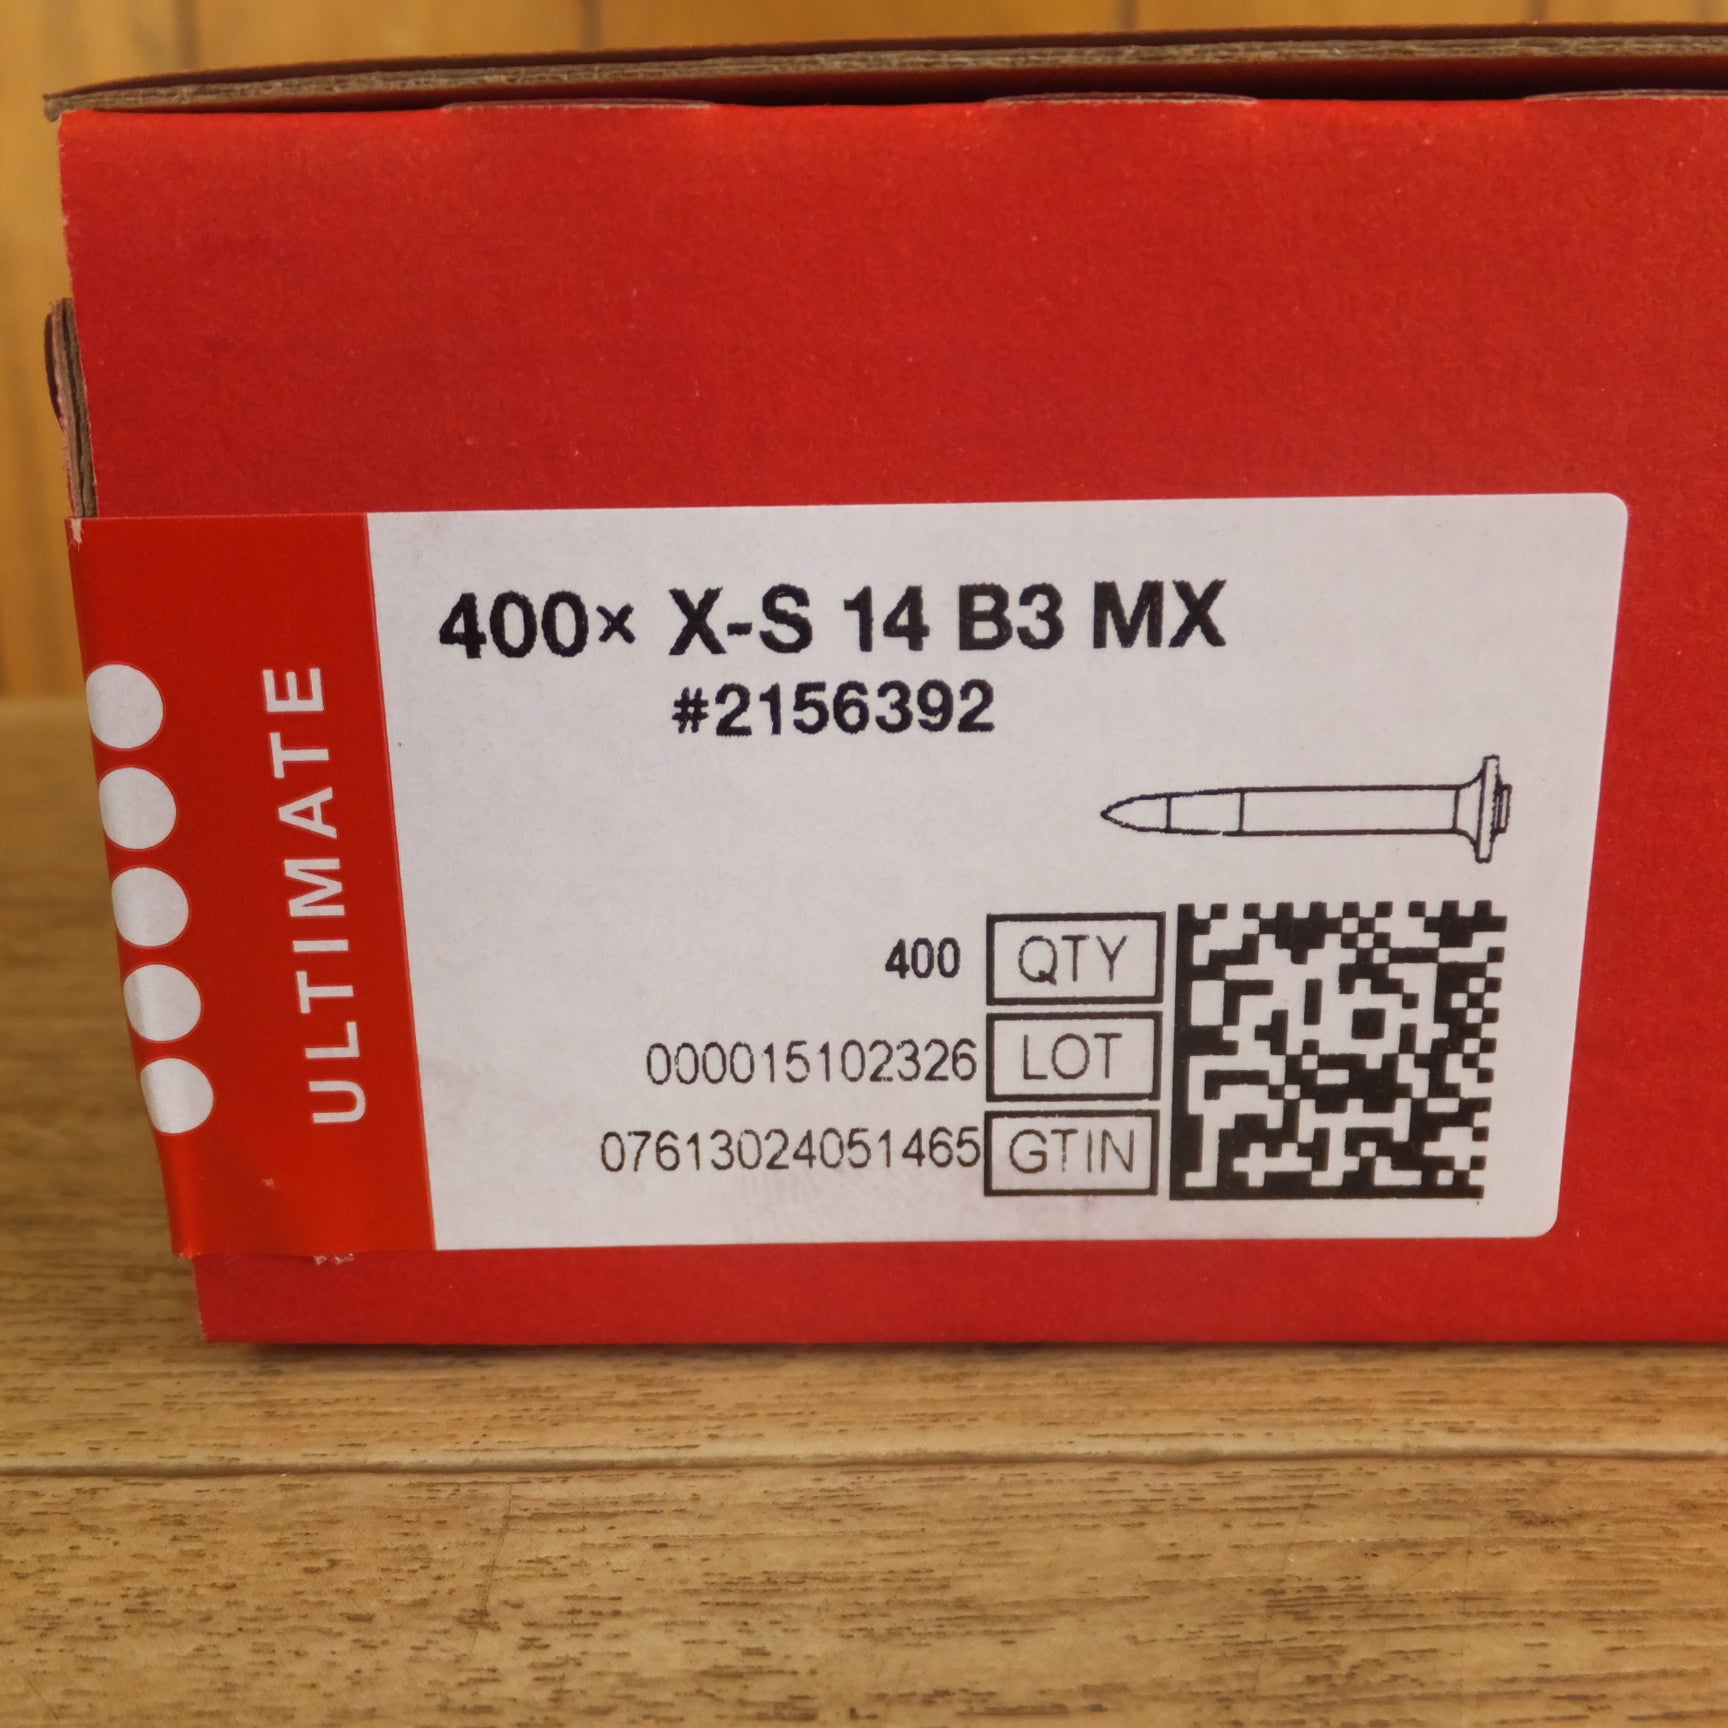 ULTIMATE
400× X-S 14 B3 MX
#2156392
400 QTY
000015102326 LOT
07613024051465 GTIN